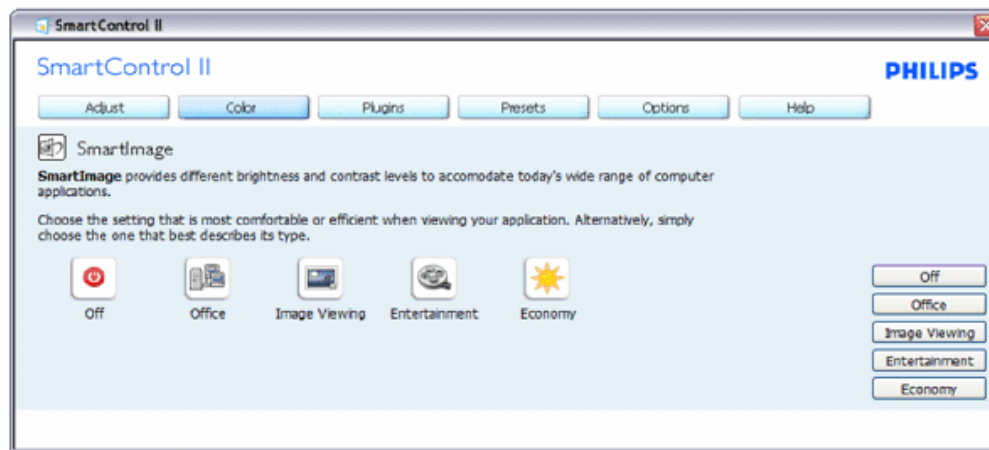 SmartControl II
SmartControl II
PHILIPS
Adjust
Color
Plugins
Presets
Options
Help
SmartImage
SmartImage provides different brightness and contrast levels to accomodate today's wide range of computer
applications.
Choose the setting that is most comfortable or efficient when viewing your application. Alternatively, simply
choose the one that best describes its type.
Off
Office
Image Viewing
Entertainment
Economy
Off
Office
Image Viewing
Entertainment
Economy